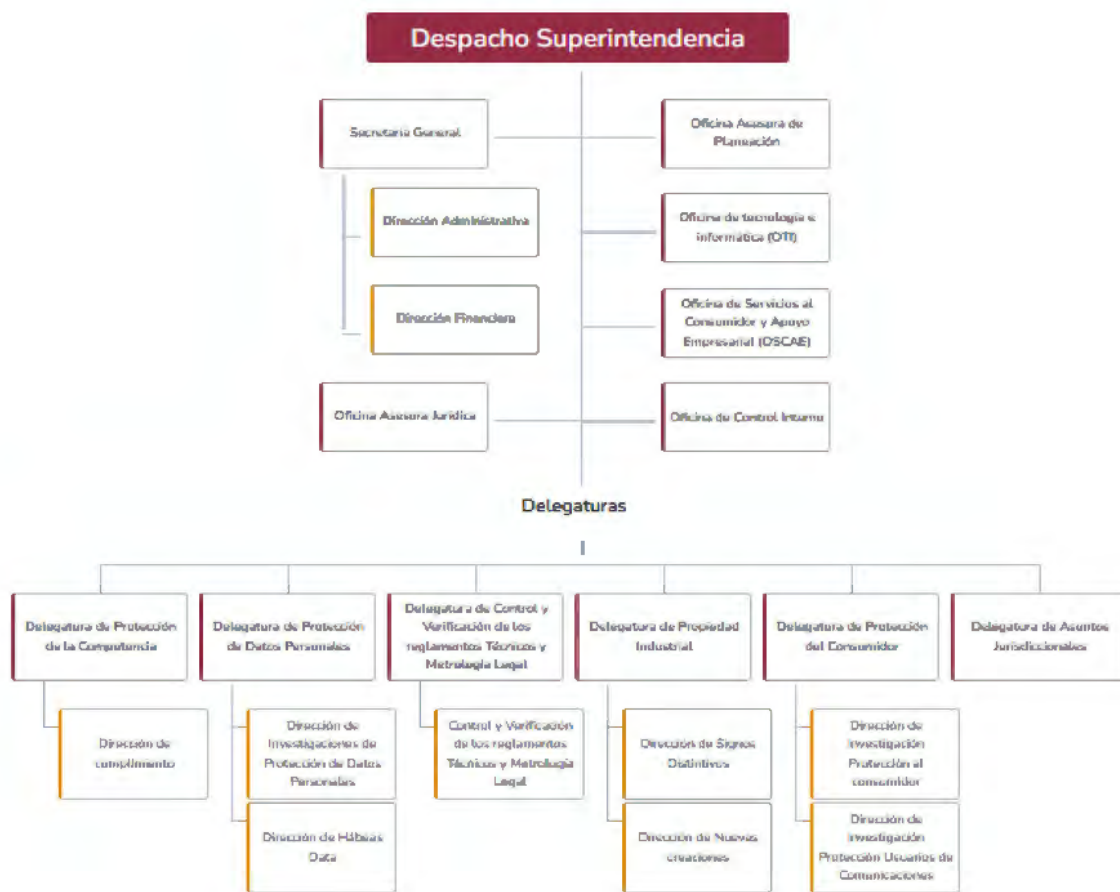 Despacho Superintendencia
Secretaría General
Oficina Asesora de
Planeación
Dirección Administrativa
Oficina de tecnología e
informática (OTI)
Dirección Financiera
Oficina de Servicios al
Consumidor y Apoyo
Empresarial (OSCAE)
Oficina Asesora Jurídica
Oficina de Control Interno
Delegaturas
Delegatura de Protección
de la Competencia
Delegatura de Protección
de Datos Personales
Delegatura de Control y
Verificación de los
reglamentos Técnicos y
Metrología Legal
Delegatura de Propiedad
Industrial
Delegatura de Protección
del Consumidor
Delegatura de Asuntos
Jurisdiccionales
Dirección de
cumplimiento
Dirección de
Investigaciones de
Protección de Datos
Personales
Control y Verificación
de los reglamentos
Técnicos y Metrología
Legal
Dirección de Signos
Distintivos
Dirección de
Investigación
Protección al
consumidor
Dirección de Hábeas
Data
Dirección de Nuevas
creaciones
Dirección de
Investigación
Protección Usuarios de
Comunicaciones